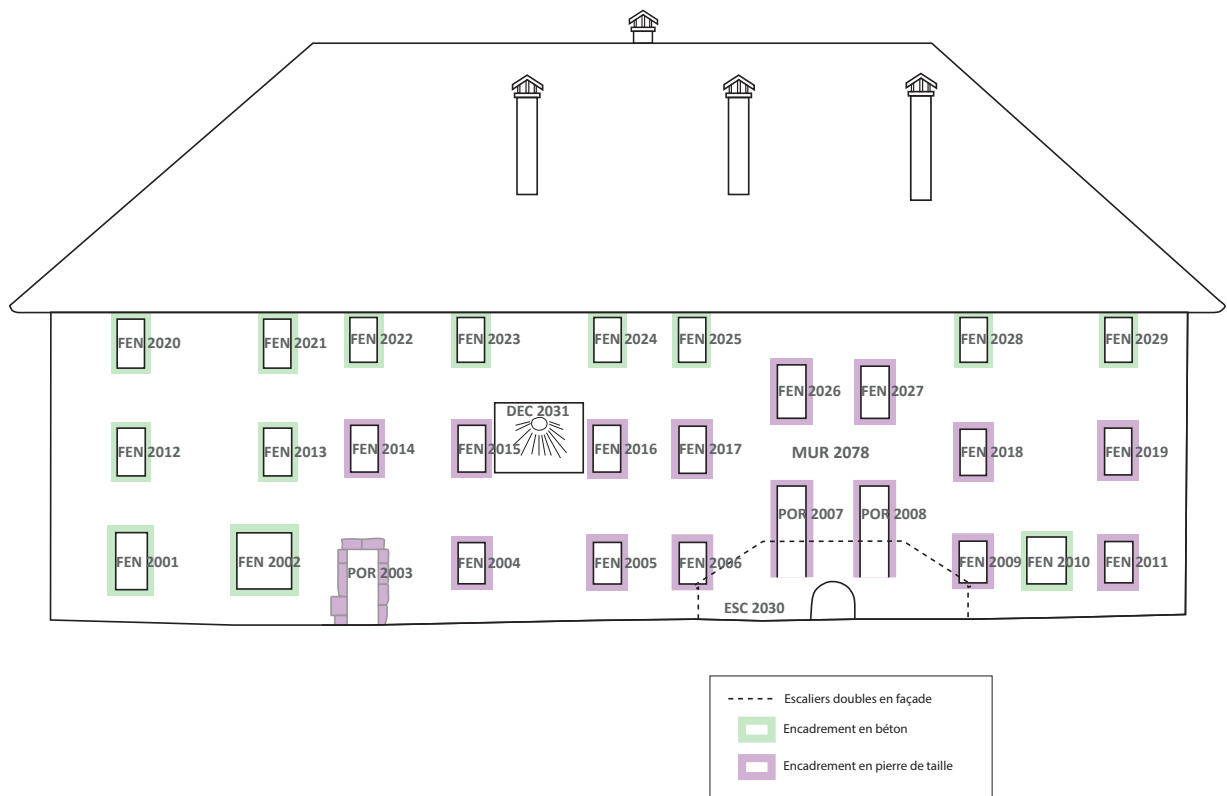 FEN 2020
FEN 2021
FEN 2022
FEN 2023
FEN 2024
FEN 2025
FEN 2028
FEN 2029
FEN 2026
FEN 2027
DEC 2031
FEN 2012
FEN 2013
FEN 2014
FEN 2015
FEN 2016
FEN 2017
MUR 2078
FEN 2018
FEN 2019
POR 2007
POR 2008
FEN 2001
FEN 2002
POR 2003
FEN 2004
FEN 2005
FEN 2006
FEN 2009
FEN 2010
FEN 2011
ESC 2030
Escaliers doubles en façade
Encadrement en béton
Encadrement en pierre de taille